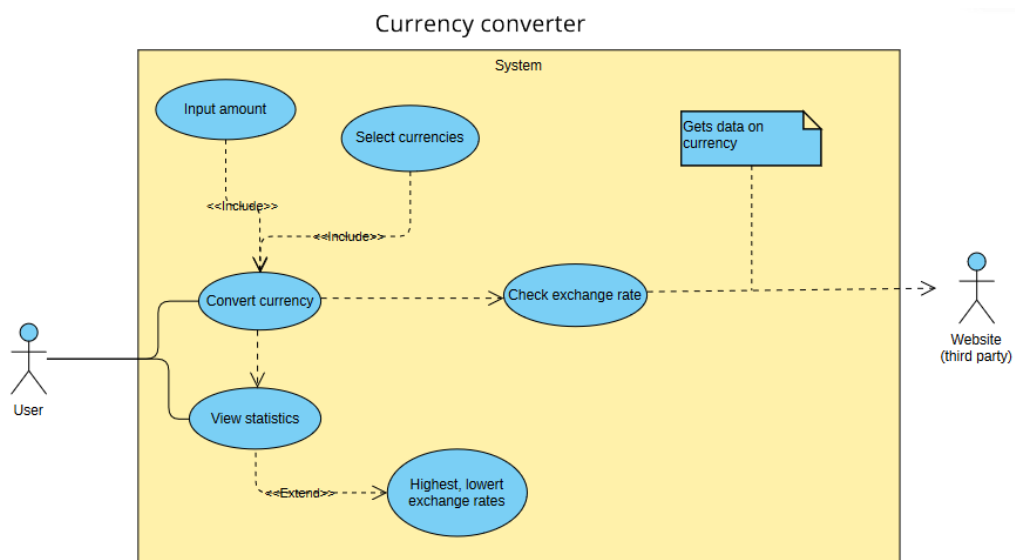 Currency converter
System
Input amount
Select currencies
Gets data on
currency
<<Include>>
<<Include>>
Convert currency
Check exchange rate
Website
(third party)
User
View statistics
<<Extend>>
Highest, lowert
exchange rates